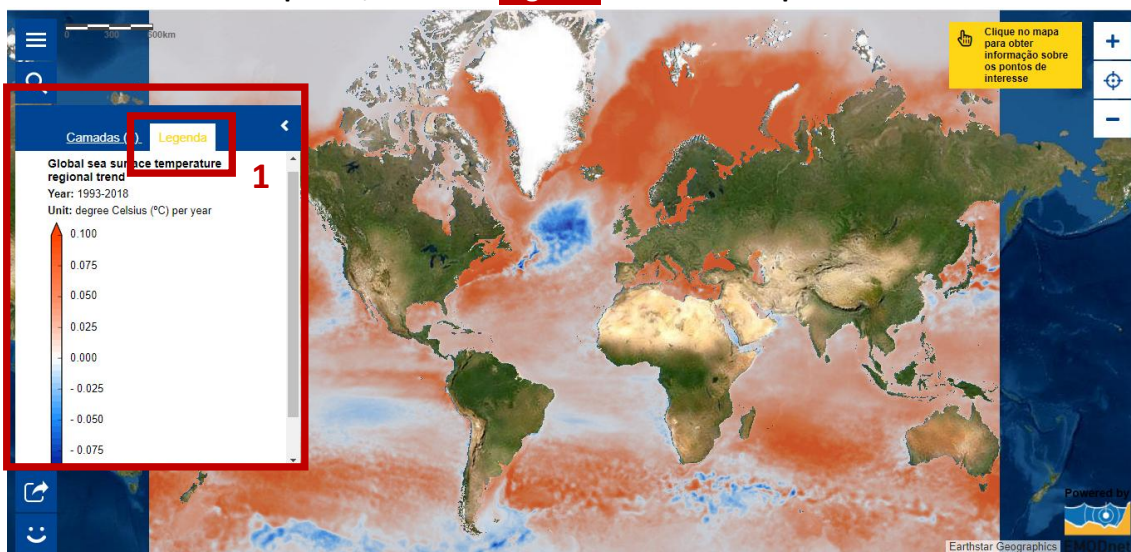 0 300 500km
Clique no mapa
para obter
informação sobre
os pontos de
interesse
Legenda
Camadas
1
Global sea surface temperature
regional trend
Year: 1993-2018
Unit: degree Celsius (ºC) per year
0.100
0.075
0.050
0.025
0.000
- 0.025
- 0.050
- 0.075
Powered by
EMODnet
Earthstar Geographics